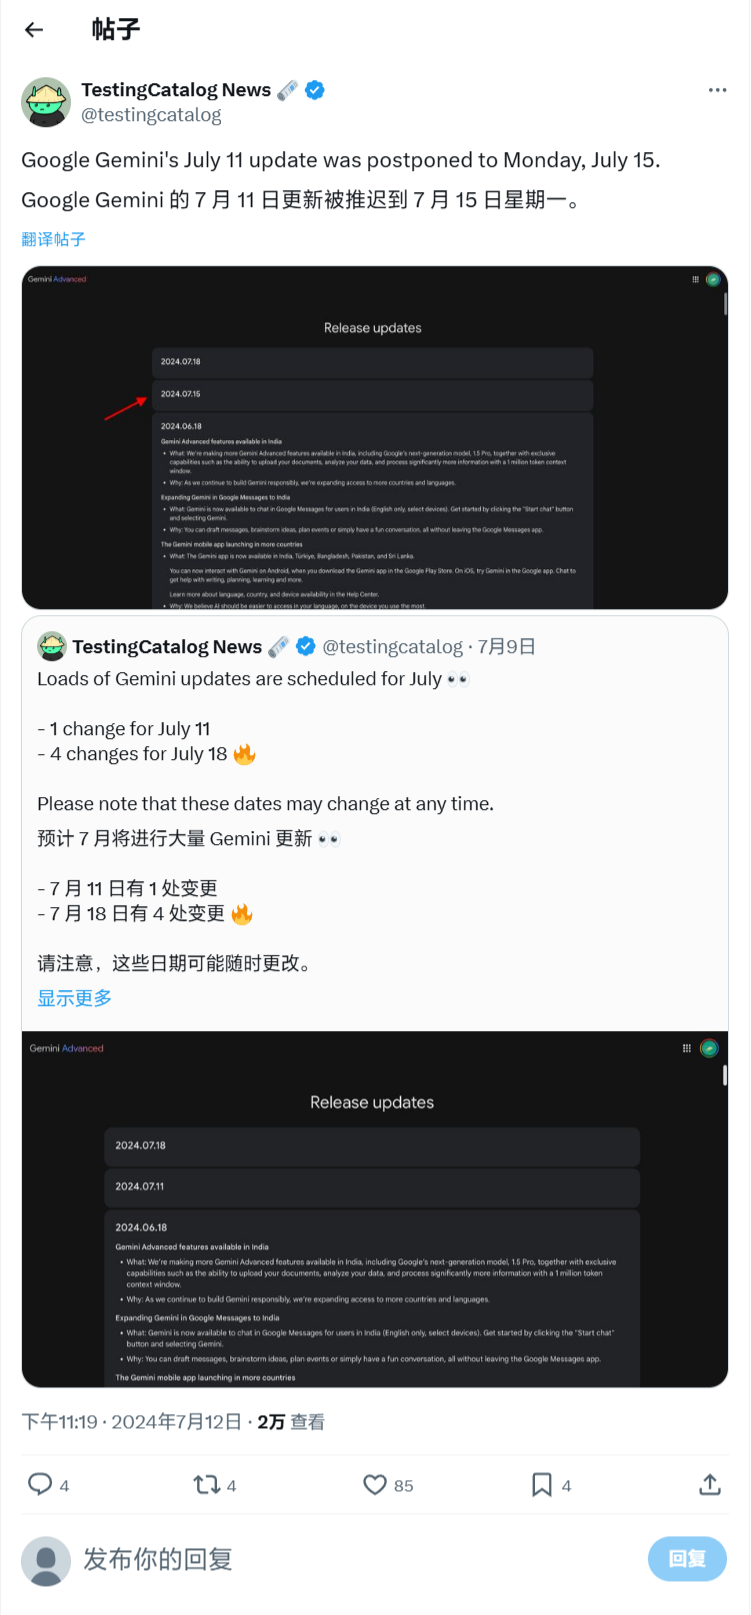 帖子
TestingCatalog News
@testingcatalog
Google Gemini's July 11 update was postponed to Monday, July 15.
Google Gemini 的 7 月 11 日更新被推迟到 7 月 15 日星期一。
翻译帖子
Gemini Advanced
Release updates
2024.07.18
2024.07.15
2024.06.18
Gemini Advanced features available in India
• What: We're making more Gemini Advanced features available in India, including Google's next-generation model, 1.5 Pro, together with exclusive
capabilities such as the ability to upload your documents, analyze your data, and process significantly more information with a 1 million token context
window.
• Why: As we continue to build Gemini responsibly, we're expanding access to more countries and languages.
Expanding Gemini in Google Messages to India
• What: Gemini is now available to chat in Google Messages for users in India (English only, select devices). Get started by clicking the "Start chat" button
and selecting Gemini.
• Why: You can draft messages, brainstorm ideas, plan events or simply have a fun conversation, all without leaving the Google Messages app.
The Gemini mobile app launching in more countries
• What: The Gemini app is now available in India, Türkiye, Bangladesh, Pakistan, and Sri Lanka.
You can now interact with Gemini on Android, when you download the Gemini app in the Google Play Store. On iOS, try Gemini in the Google app. Chat to
get help with writing, planning, learning and more.
Learn more about language, country, and device availability in the Help Center.
• Why: We believe AI should be easier to access in your language, on the device you use the most.
TestingCatalog News @testingcatalog · 7月9日
Loads of Gemini updates are scheduled for July 👀
- 1 change for July 11
- 4 changes for July 18 🔥
Please note that these dates may change at any time.
预计 7 月将进行大量 Gemini 更新 👀
- 7 月 11 日有 1 处变更
- 7 月 18 日有 4 处变更 🔥
请注意，这些日期可能随时更改。
显示更多
Gemini Advanced
Release updates
2024.07.18
2024.07.11
2024.06.18
Gemini Advanced features available in India
• What: We're making more Gemini Advanced features available in India, including Google's next-generation model, 1.5 Pro, together with exclusive
capabilities such as the ability to upload your documents, analyze your data, and process significantly more information with a 1 million token
context window.
• Why: As we continue to build Gemini responsibly, we're expanding access to more countries and languages.
Expanding Gemini in Google Messages to India
• What: Gemini is now available to chat in Google Messages for users in India (English only, select devices). Get started by clicking the "Start chat"
button and selecting Gemini.
• Why: You can draft messages, brainstorm ideas, plan events or simply have a fun conversation, all without leaving the Google Messages app.
The Gemini mobile app launching in more countries
下午11:19 · 2024年7月12日 · 2万 查看
4 4 85 4
发布你的回复 回复